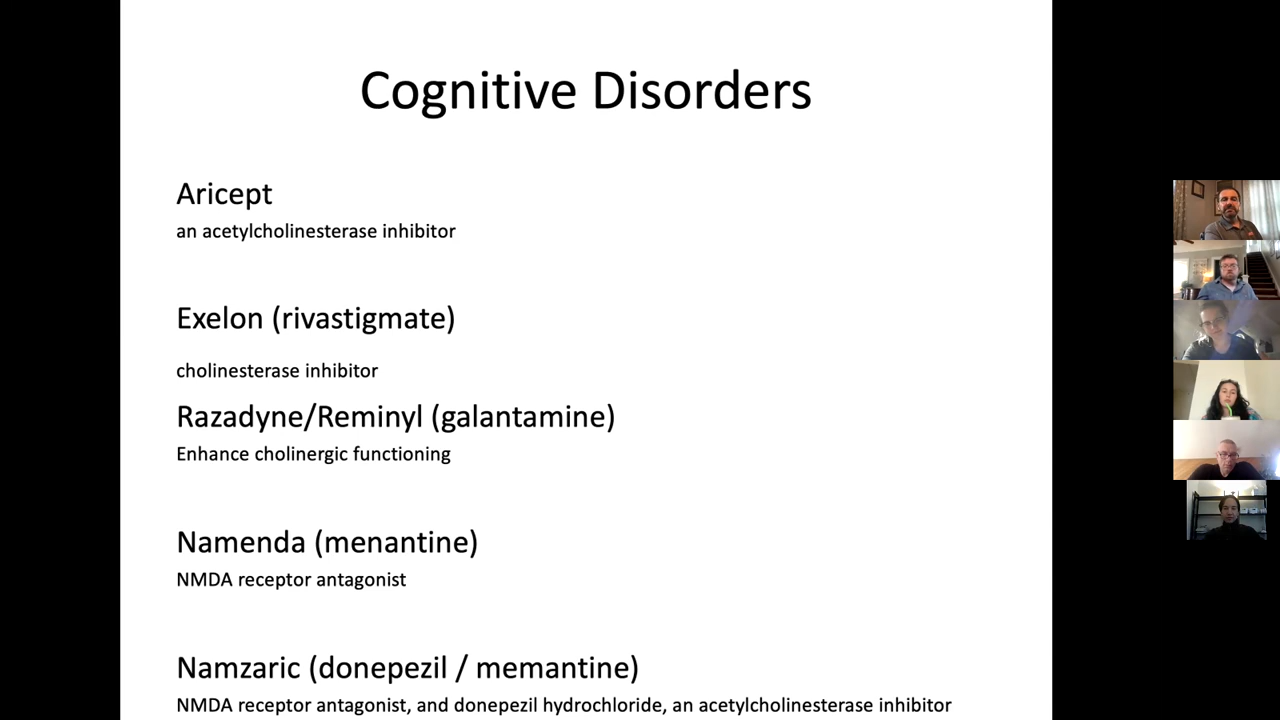 Cognitive Disorders
Aricept
an acetylcholinesterase inhibitor
Exelon (rivastigmate)
cholinesterase inhibitor
Razadyne/Reminyl (galantamine)
Enhance cholinergic functioning
Namenda (menantine)
NMDA receptor antagonist
Namzaric (donepezil / memantine)
NMDA receptor antagonist, and donepezil hydrochloride, an acetylcholinesterase inhibitor